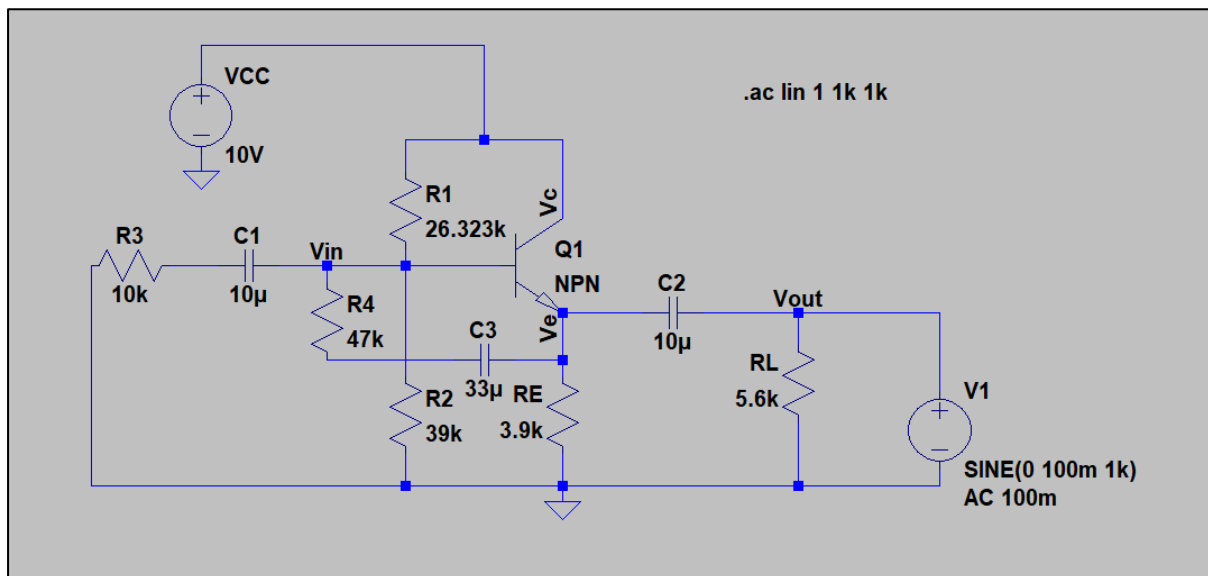 VCC
10V
.ac lin 1 1k 1k
R1
26.323k
Vc
R3
10k
C1
10µ
Vin
Q1
NPN
R4
47k
C3
33µ
Ve
C2
10µ
Vout
R2
39k
RE
3.9k
RL
5.6k
V1
SINE(0 100m 1k)
AC 100m